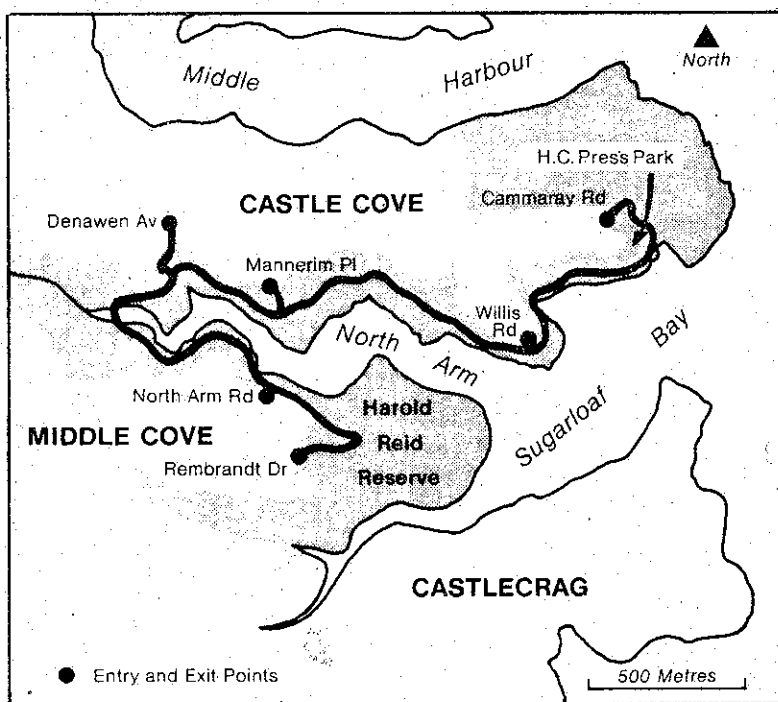 Middle Harbour
North
H.C. Press Park
CASTLE COVE
Cammaray Rd
Denawen Av
Mannerim Pl
Willis Rd
North Arm
Bay
North Arm Rd
Harold
Reid
Reserve
MIDDLE COVE
Sugarloaf
Rembrandt Dr
CASTLECRAG
Entry and Exit Points
500 Metres